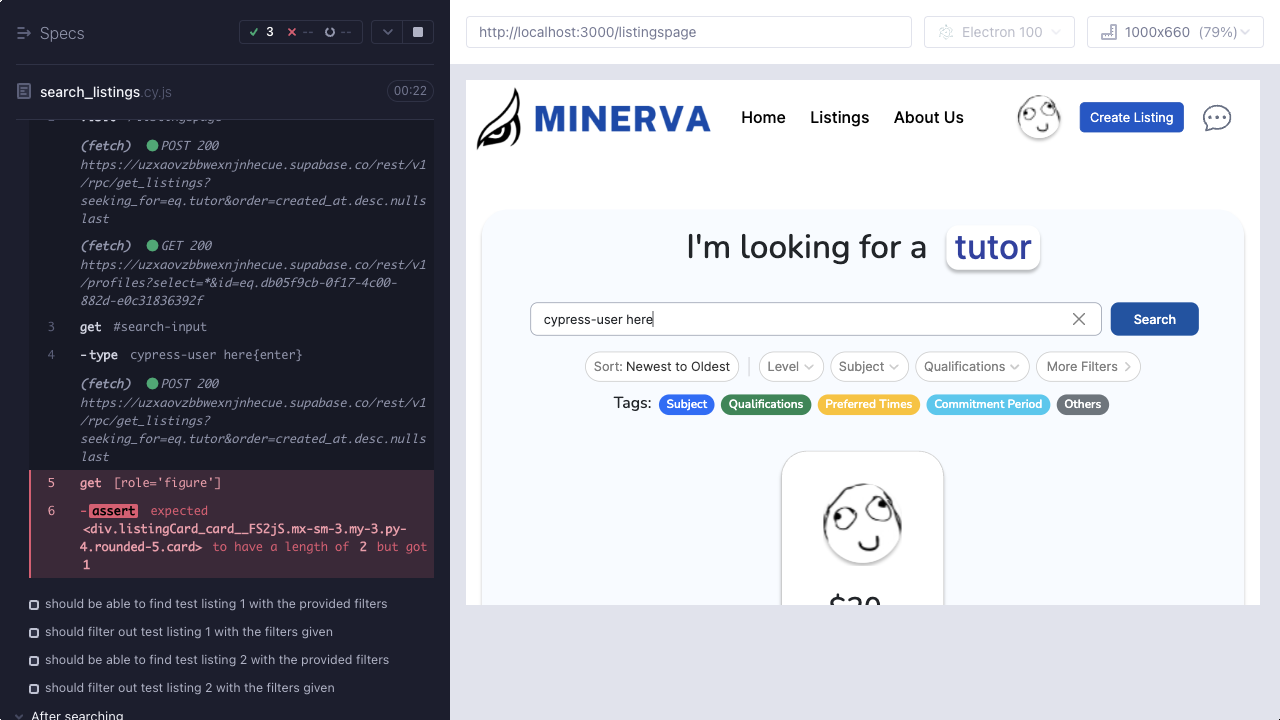 Specs
3
--
--
search_listings.cy.js
00:22
(fetch) POST 200
https://uzxaovzbbwexnjnhecue.supabase.co/rest/v1
/rpc/get_listings?
seeking_for=eq.tutor&order=created_at.desc.nulls
last
(fetch) GET 200
https://uzxaovzbbwexnjnhecue.supabase.co/rest/v1
/profiles?select=*&id=eq.db05f9cb-0f17-4c00-
882d-e0c31836392f
3 get #search-input
4 -type cypress-user here{enter}
(fetch) POST 200
https://uzxaovzbbwexnjnhecue.supabase.co/rest/v1
/rpc/get_listings?
seeking_for=eq.tutor&order=created_at.desc.nulls
last
5 get [role='figure']
6 -assert expected
<div.listingCard_card__FS2jS.mx-sm-3.my-3.py-
4.rounded-5.card> to have a length of 2 but got
1
should be able to find test listing 1 with the provided filters
should filter out test listing 1 with the filters given
should be able to find test listing 2 with the provided filters
should filter out test listing 2 with the filters given
After searching
http://localhost:3000/listingspage
Electron 100
1000x660 (79%)
MINERVA
Home
Listings
About Us
Create Listing
I'm looking for a tutor
cypress-user here
Search
Sort: Newest to Oldest
Level
Subject
Qualifications
More Filters
Tags: Subject Qualifications Preferred Times Commitment Period Others